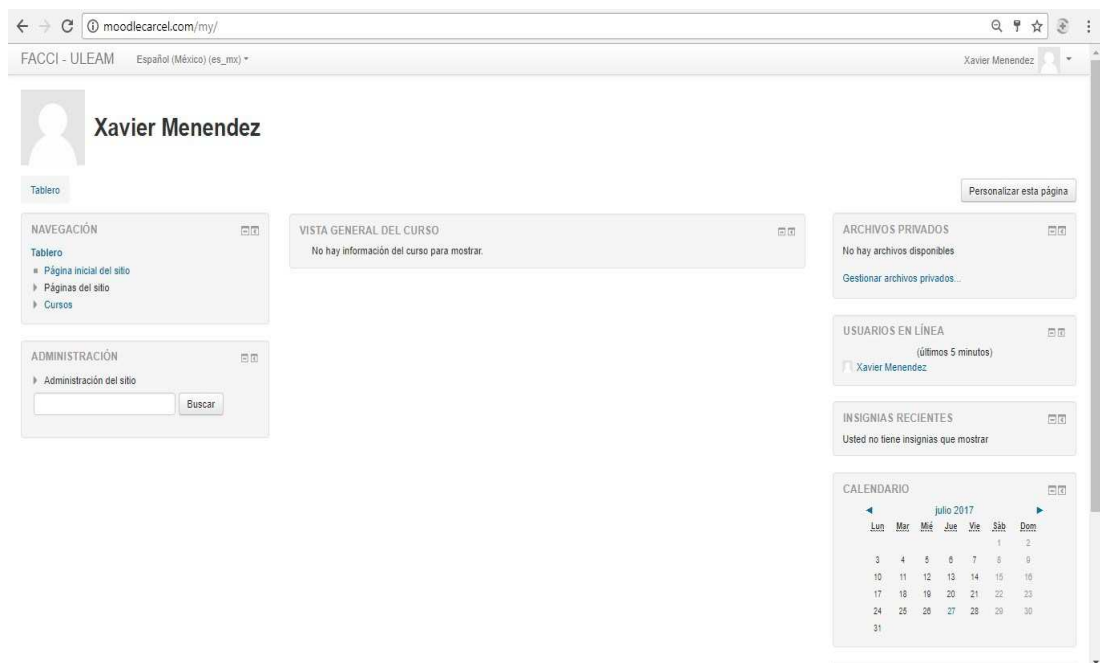 moodlecarcel.com/my/
FACCI - ULEAM Español (México) (es_mx)
Xavier Menendez
Xavier Menendez
Tablero
Personalizar esta página
NAVEGACIÓN
Tablero
Página inicial del sitio
Páginas del sitio
Cursos
ADMINISTRACIÓN
Administración del sitio
Buscar
VISTA GENERAL DEL CURSO
No hay información del curso para mostrar.
ARCHIVOS PRIVADOS
No hay archivos disponibles
Gestionar archivos privados...
USUARIOS EN LÍNEA
(últimos 5 minutos)
Xavier Menendez
INSIGNIAS RECIENTES
Usted no tiene insignias que mostrar
CALENDARIO
julio 2017
Lun Mar Mié Jue Vie Sáb Dom
1 2
3 4 5 6 7 8 9
10 11 12 13 14 15 16
17 18 19 20 21 22 23
24 25 26 27 28 29 30
31